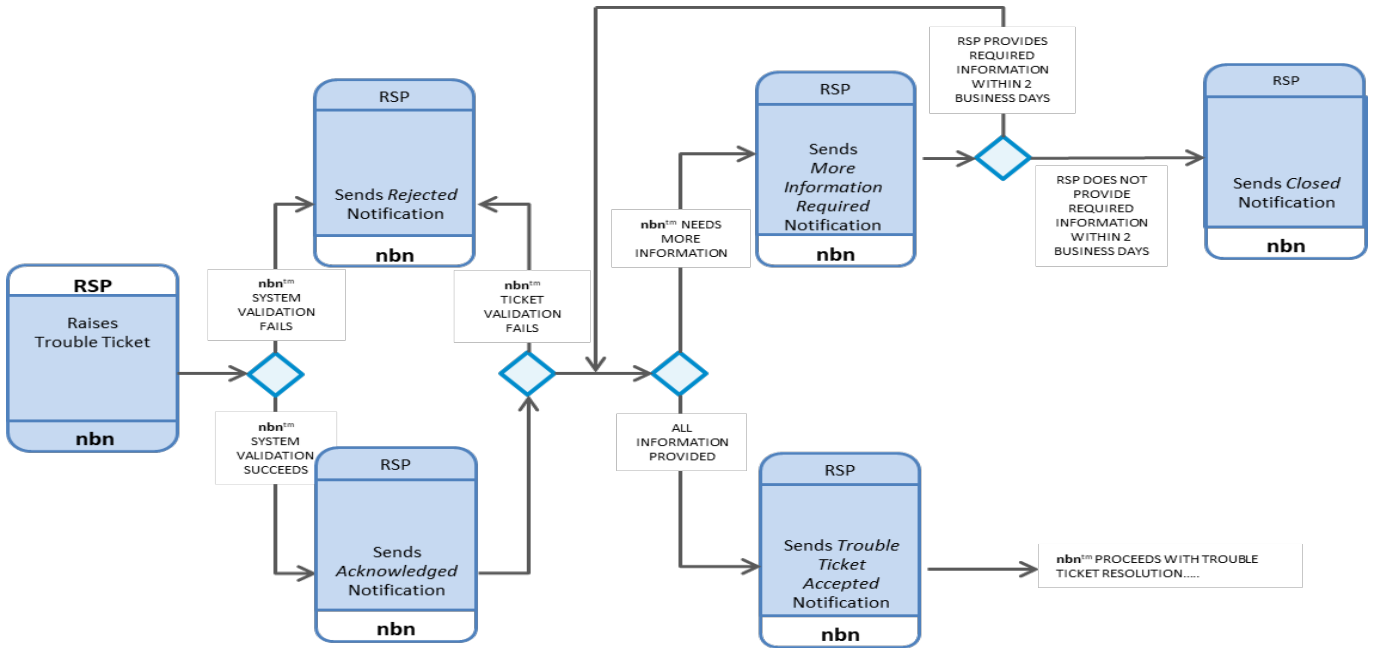 RSP
Raises
Trouble Ticket
nbn
nbn™
SYSTEM
VALIDATION
FAILS
nbn™
SYSTEM
VALIDATION
SUCCEEDS
RSP
Sends Rejected
Notification
nbn
RSP
Sends
Acknowledged
Notification
nbn
nbn™
TICKET
VALIDATION
FAILS
nbn™ NEEDS
MORE
INFORMATION
ALL
INFORMATION
PROVIDED
RSP
Sends
More
Information
Required
Notification
nbn
RSP
Sends Trouble
Ticket
Accepted
Notification
nbn
RSP PROVIDES
REQUIRED
INFORMATION
WITHIN 2
BUSINESS DAYS
RSP DOES NOT
PROVIDE
REQUIRED
INFORMATION
WITHIN 2
BUSINESS DAYS
RSP
Sends Closed
Notification
nbn
nbn™ PROCEEDS WITH TROUBLE
TICKET RESOLUTION.....